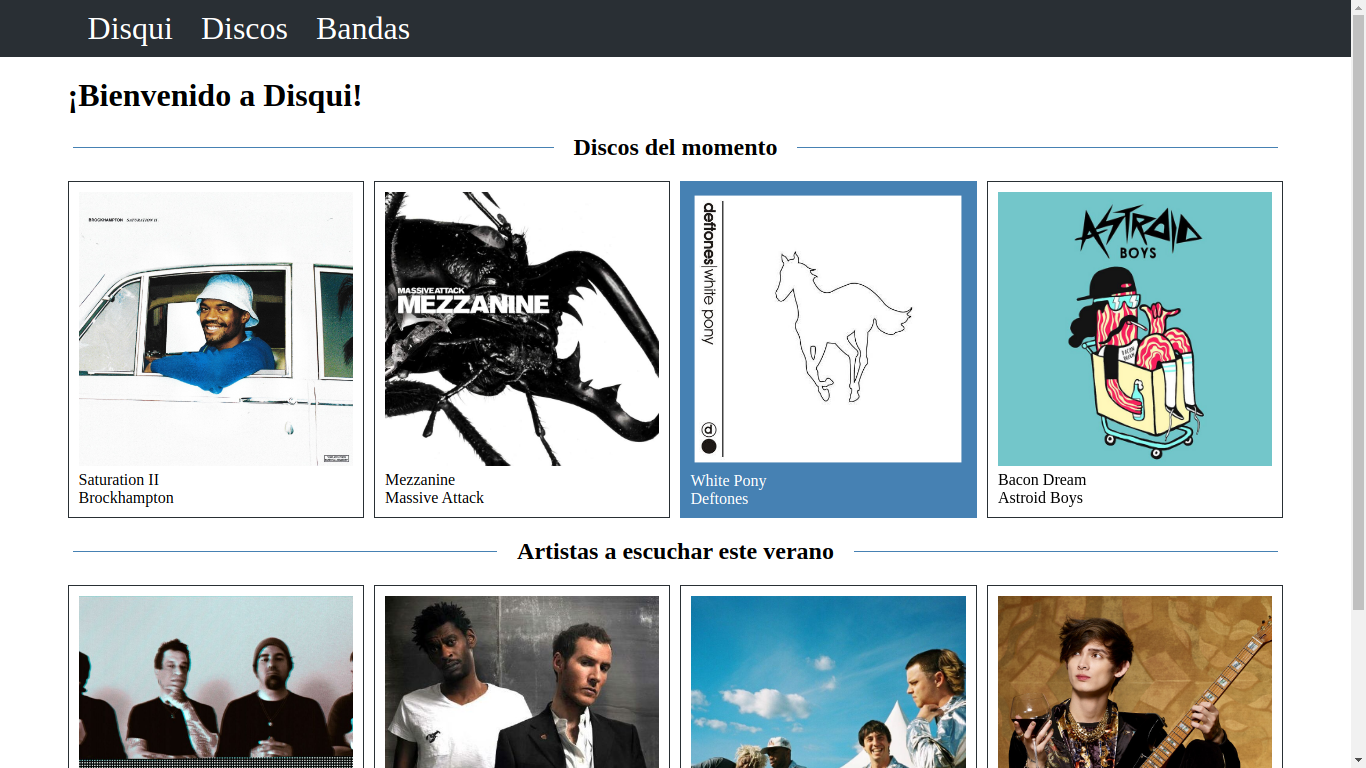 Disqui Discos Bandas
¡Bienvenido a Disqui!
Discos del momento
BROCKHAMPTON SATURATION II
MASSIVE ATTACK
MEZZANINE
deftones|white pony
ASTROID
BOYS
Saturation II
Brockhampton
Mezzanine
Massive Attack
White Pony
Deftones
Bacon Dream
Astroid Boys
Artistas a escuchar este verano